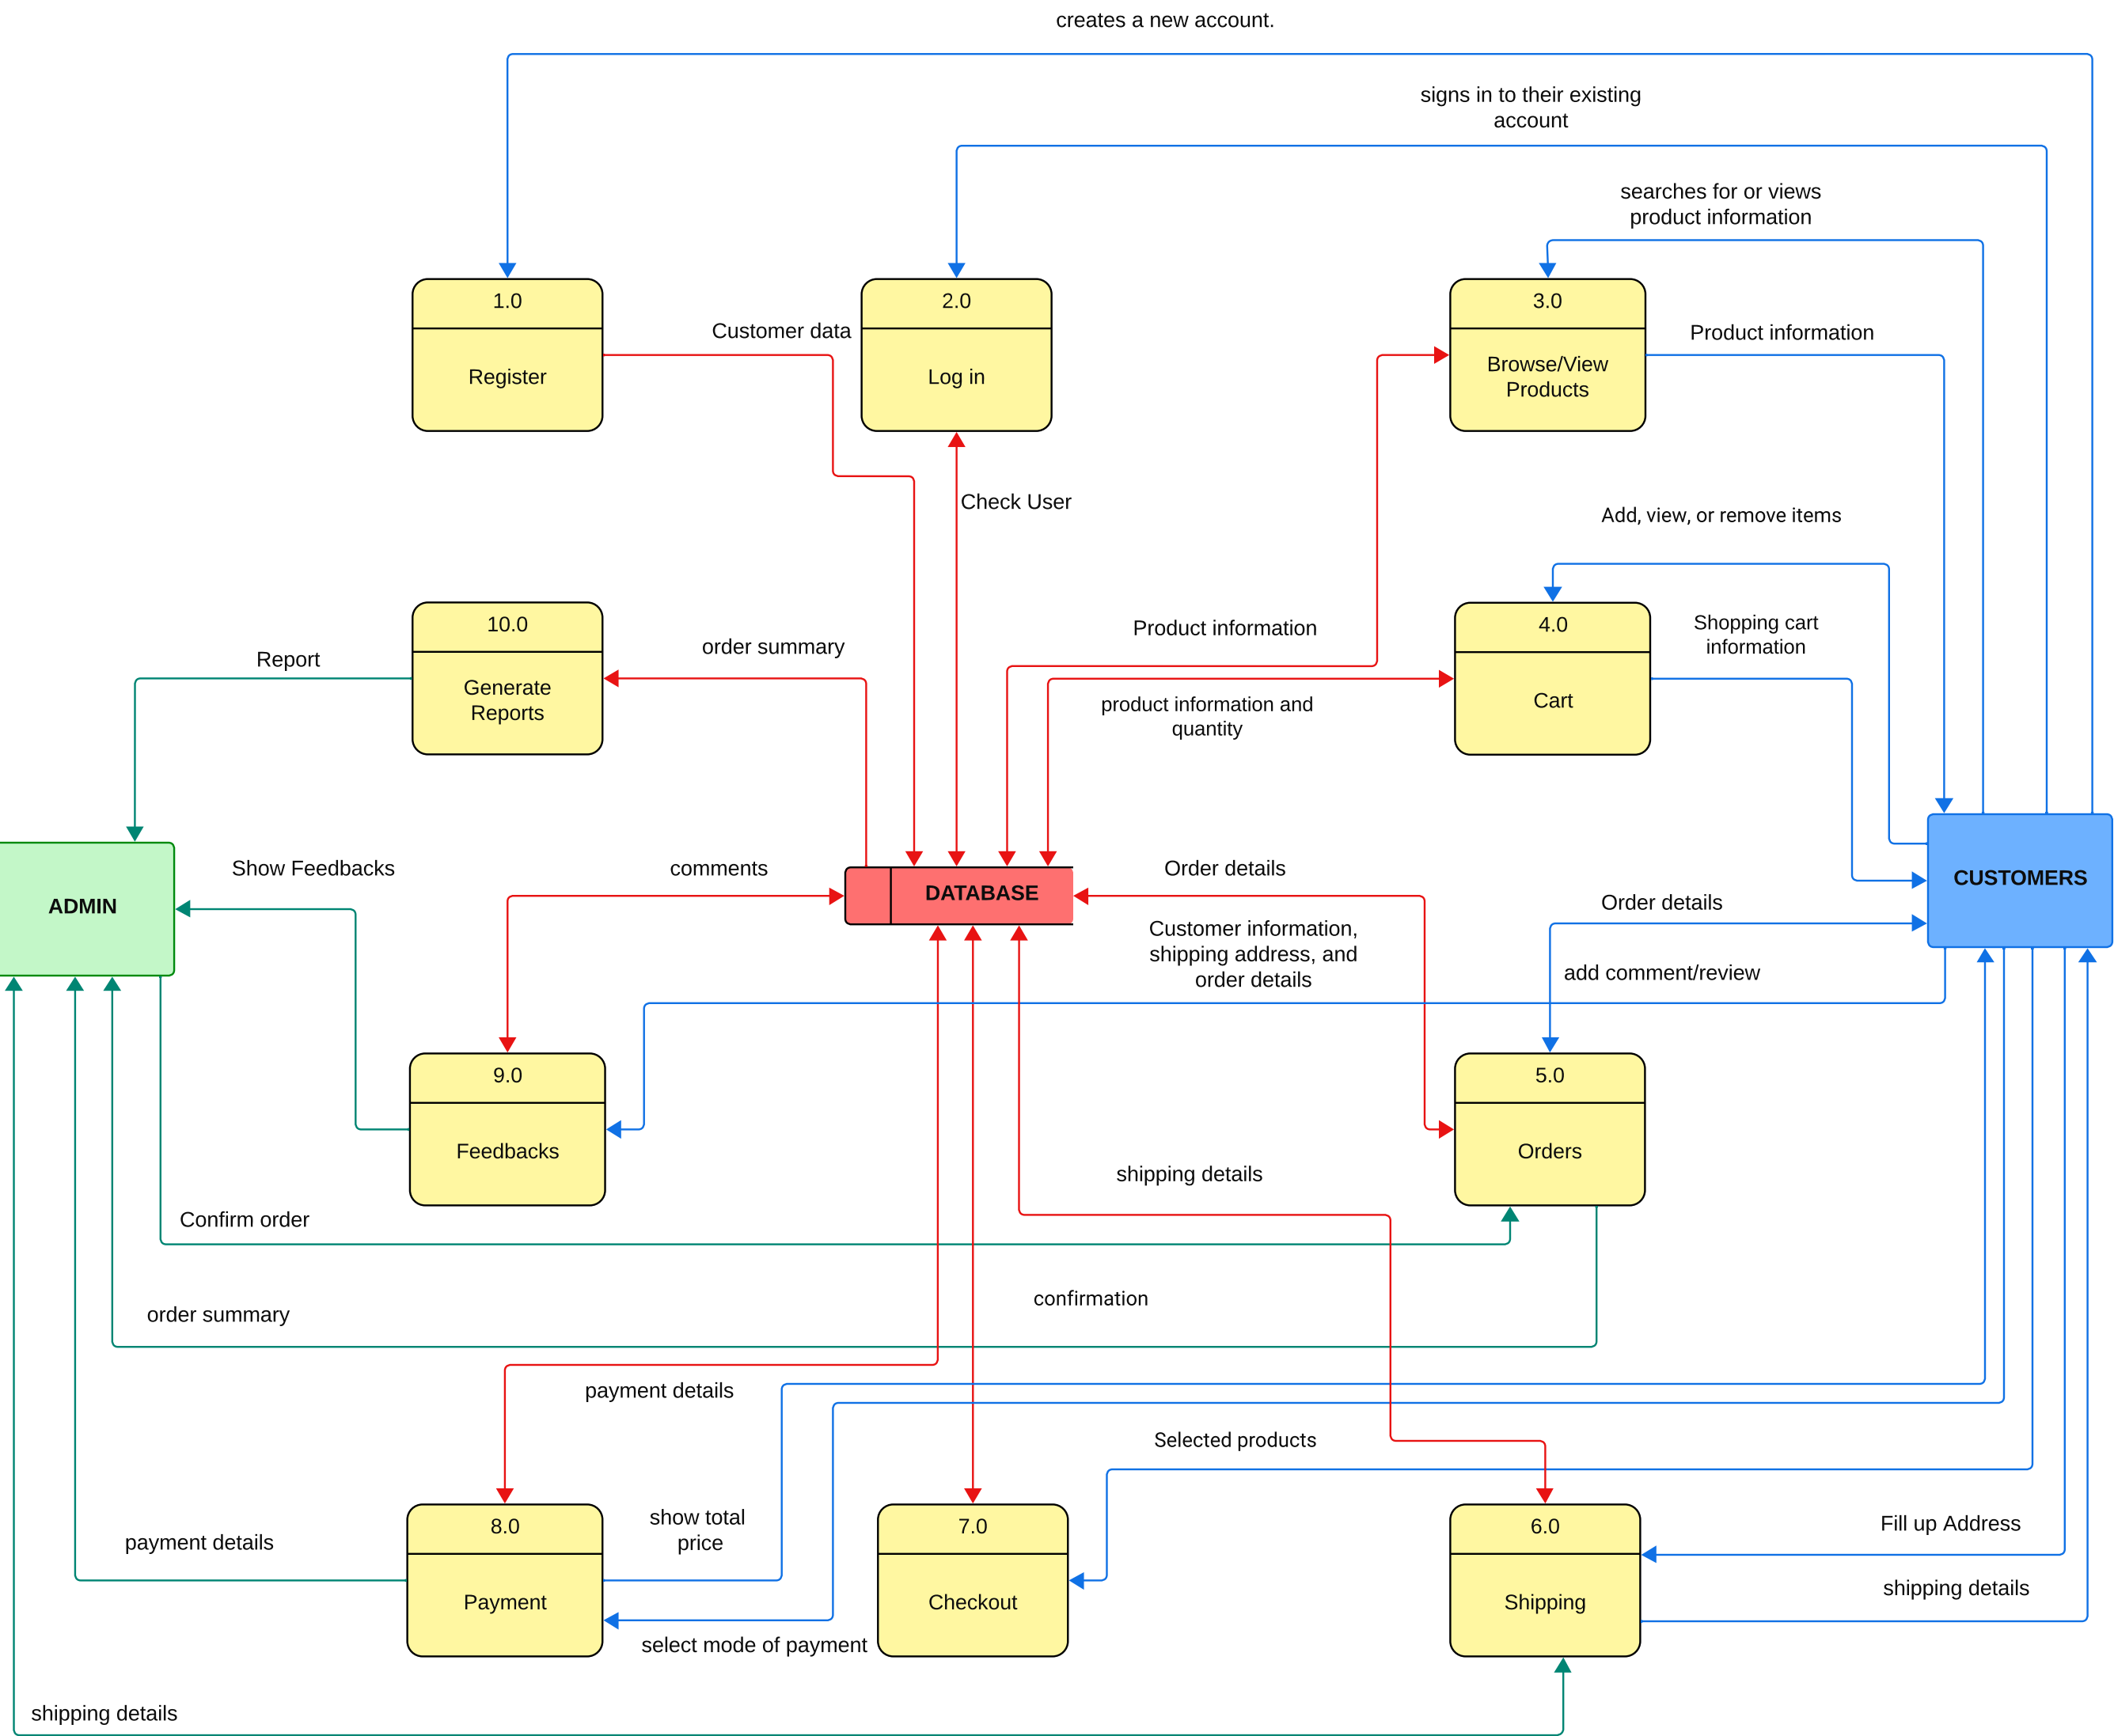 creates a new account.
signs in to their existing
account
searches for or views
product information
1.0
Register
Customer data
2.0
Log in
3.0
Browse/View
Products
Product information
Check User
Add, view, or remove items
10.0
Generate
Reports
Report
order summary
Product information
product information and
quantity
4.0
Cart
Shopping cart
information
ADMIN
Show Feedbacks
comments
DATABASE
Order details
Customer information,
shipping address, and
order details
CUSTOMERS
Order details
add comment/review
9.0
Feedbacks
5.0
Orders
shipping details
Confirm order
confirmation
order summary
payment details
Selected products
8.0
Payment
show total
price
payment details
select mode of payment
7.0
Checkout
6.0
Shipping
Fill up Address
shipping details
shipping details